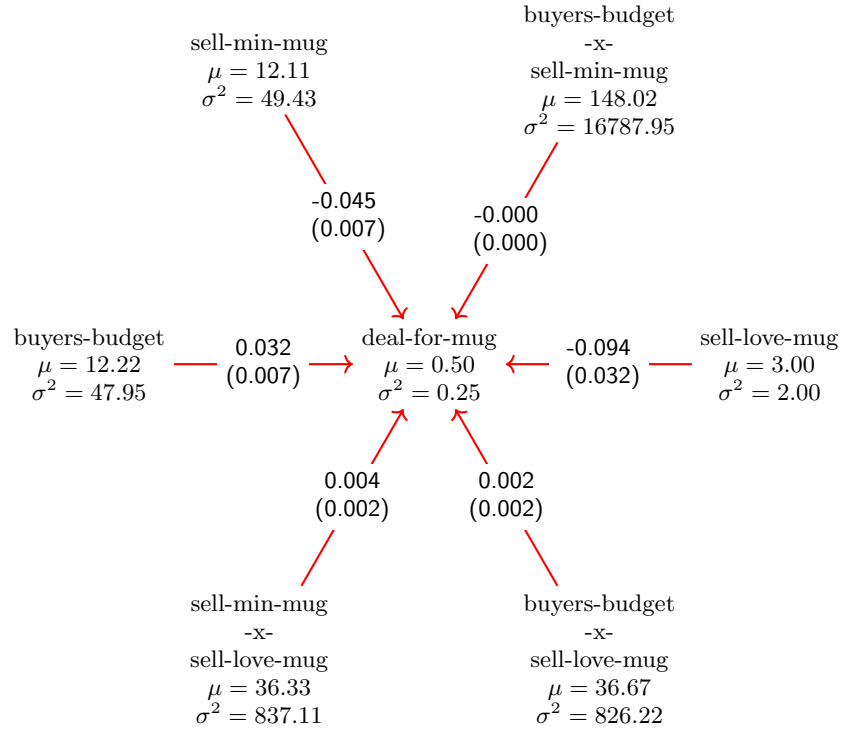 sell-min-mug
μ = 12.11
σ² = 49.43
buyers-budget
-x-
sell-min-mug
μ = 148.02
σ² = 16787.95
-0.045
(0.007)
-0.000
(0.000)
buyers-budget
μ = 12.22
σ² = 47.95
0.032
(0.007)
deal-for-mug
μ = 0.50
σ² = 0.25
-0.094
(0.032)
sell-love-mug
μ = 3.00
σ² = 2.00
0.004
(0.002)
0.002
(0.002)
sell-min-mug
-x-
sell-love-mug
μ = 36.33
σ² = 837.11
buyers-budget
-x-
sell-love-mug
μ = 36.67
σ² = 826.22